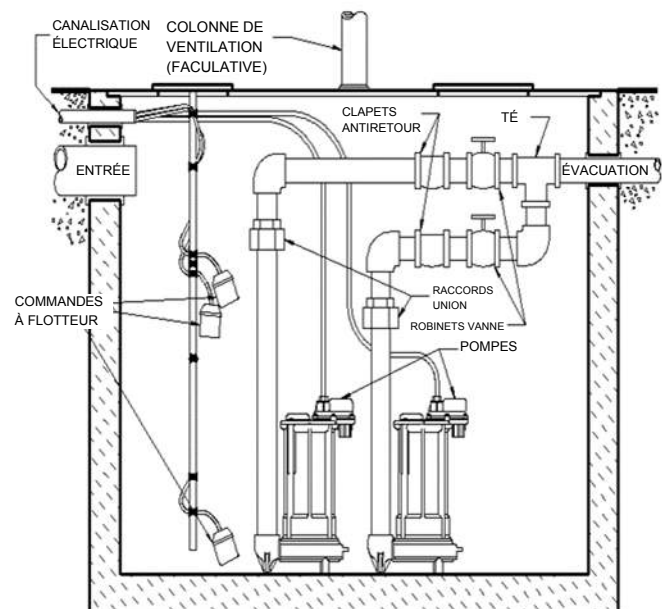 CANALISATION
ÉLECTRIQUE
COLONNE DE
VENTILATION
(FACULATIVE)
CLAPETS
ANTIRETOUR
TÉ
ENTRÉE
ÉVACUATION
COMMANDES
À FLOTTEUR
RACCORDS
UNION
ROBINETS VANNE
POMPES